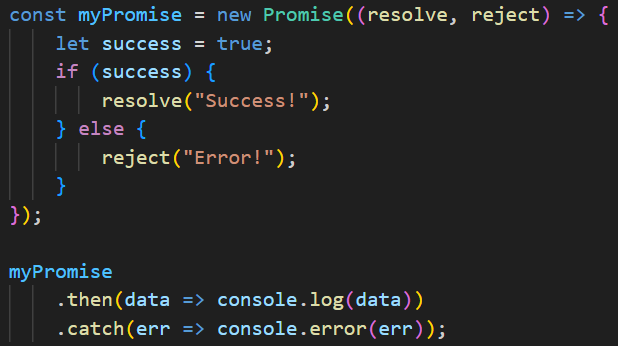 const myPromise = new Promise((resolve, reject) => {
    let success = true;
    if (success) {
        resolve("Success!");
    } else {
        reject("Error!");
    }
});

myPromise
    .then(data => console.log(data))
    .catch(err => console.error(err));